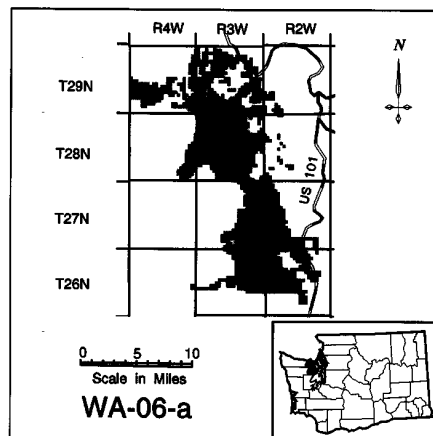 R4W R3W R2W
N
T29N
T28N
US 101
T27N
T26N
0 5 10
Scale in Miles
WA-06-a